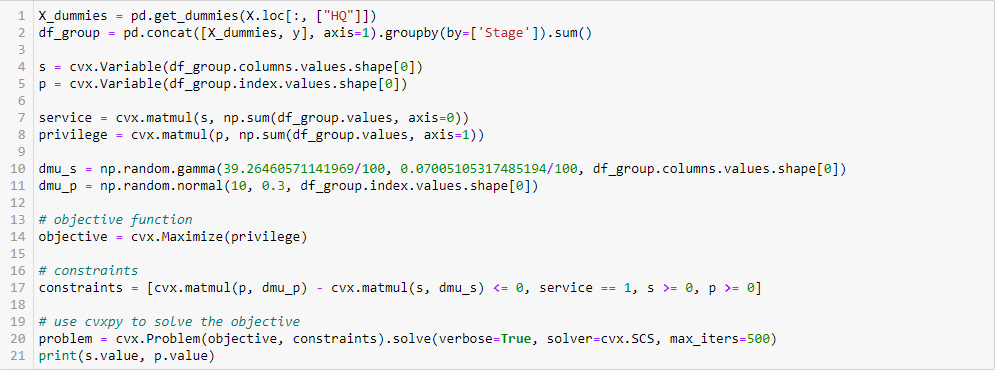 1 X_dummies = pd.get_dummies(X.loc[:, ["HQ"]])
2 df_group = pd.concat([X_dummies, y], axis=1).groupby(by=['Stage']).sum()
3
4 s = cvx.Variable(df_group.columns.values.shape[0])
5 p = cvx.Variable(df_group.index.values.shape[0])
6
7 service = cvx.matmul(s, np.sum(df_group.values, axis=0))
8 privilege = cvx.matmul(p, np.sum(df_group.values, axis=1))
9
10 dmu_s = np.random.gamma(39.26460571141969/100, 0.07005105317485194/100, df_group.columns.values.shape[0])
11 dmu_p = np.random.normal(10, 0.3, df_group.index.values.shape[0])
12
13 # objective function
14 objective = cvx.Maximize(privilege)
15
16 # constraints
17 constraints = [cvx.matmul(p, dmu_p) - cvx.matmul(s, dmu_s) <= 0, service == 1, s >= 0, p >= 0]
18
19 # use cvxpy to solve the objective
20 problem = cvx.Problem(objective, constraints).solve(verbose=True, solver=cvx.SCS, max_iters=500)
21 print(s.value, p.value)